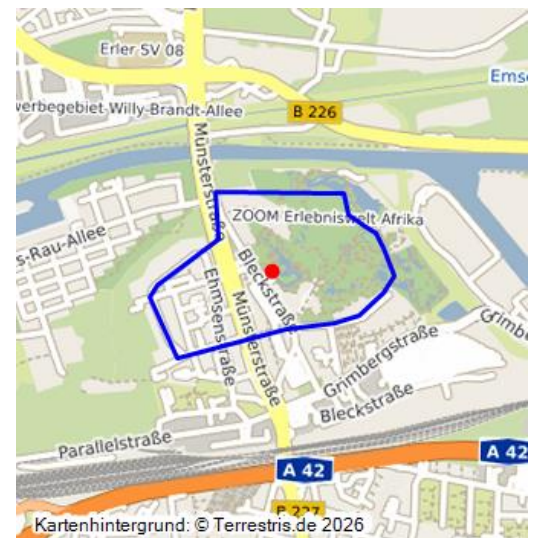 Erler SV 08
Emse
werbegebiet Willy-Brandt-Allee
B 226
Münsterstraße
ZOOM Erlebniswelt Afrika
s-Rau-Allee
Bleckstraße
Ehmsenstraße
Münsterstraße
Grimb
Grimbergstraße
Bleckstraße
Parallelstraße
A 42
A 42
B 227
Kartenhintergrund: © Terrestris.de 2026